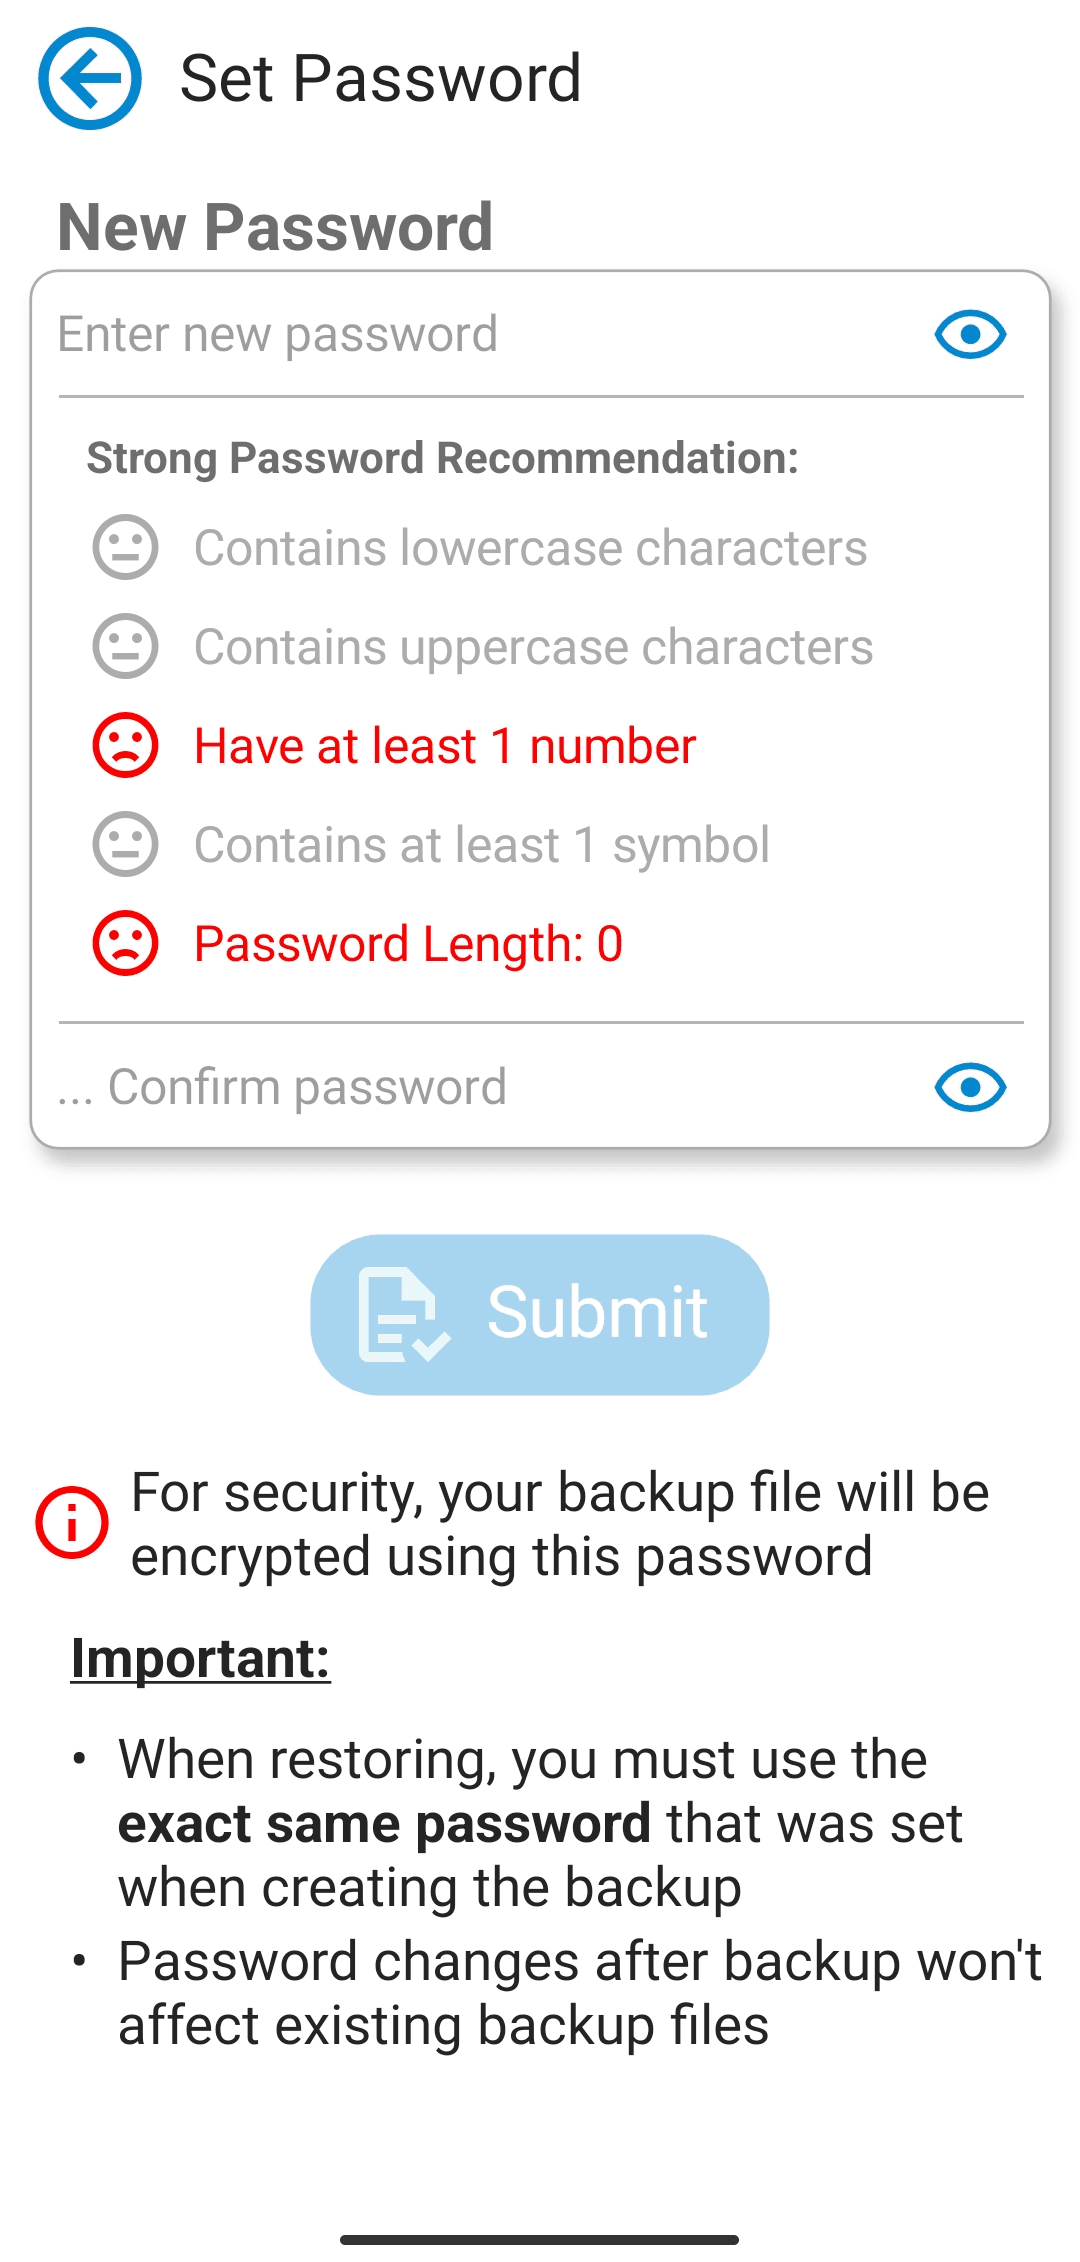 Set Password
New Password
Enter new password
Strong Password Recommendation:
Contains lowercase characters
Contains uppercase characters
Have at least 1 number
Contains at least 1 symbol
Password Length: 0
... Confirm password
Submit
For security, your backup file will be
encrypted using this password
Important:
• When restoring, you must use the
exact same password that was set
when creating the backup
• Password changes after backup won't
affect existing backup files